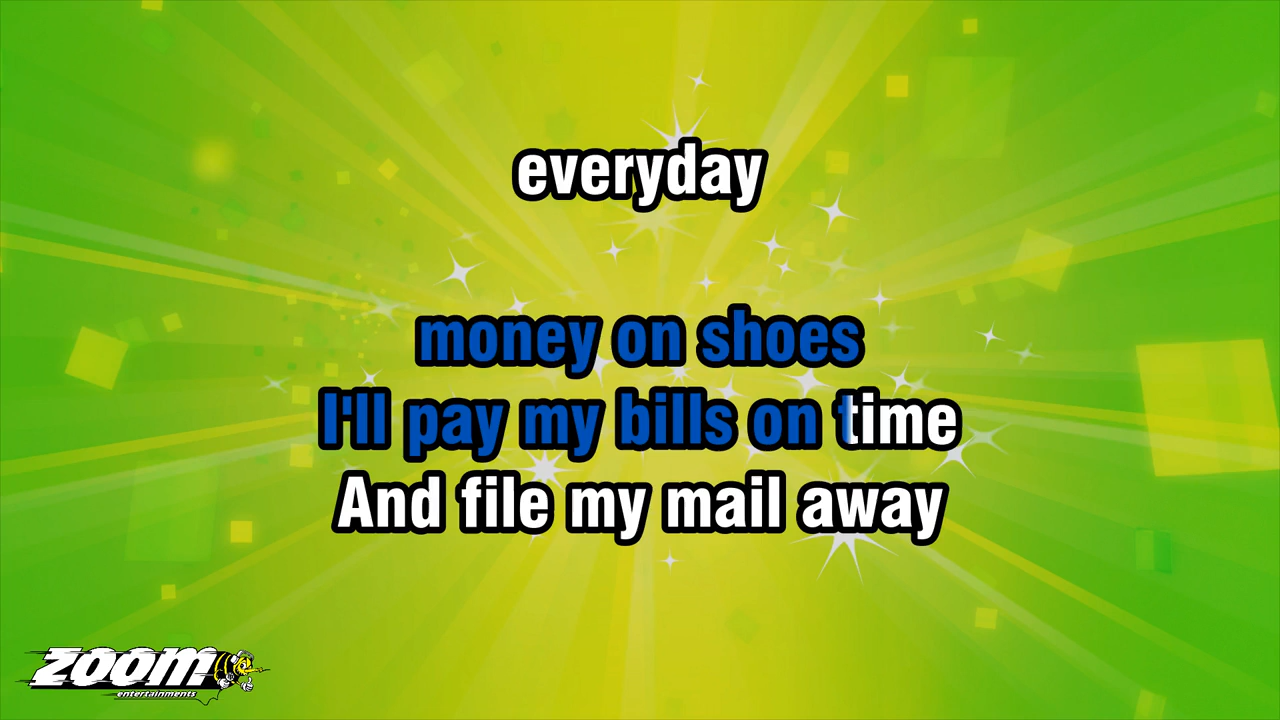 everyday
money on shoes
I'll pay my bills on time
And file my mail away
ZOOM
entertainments